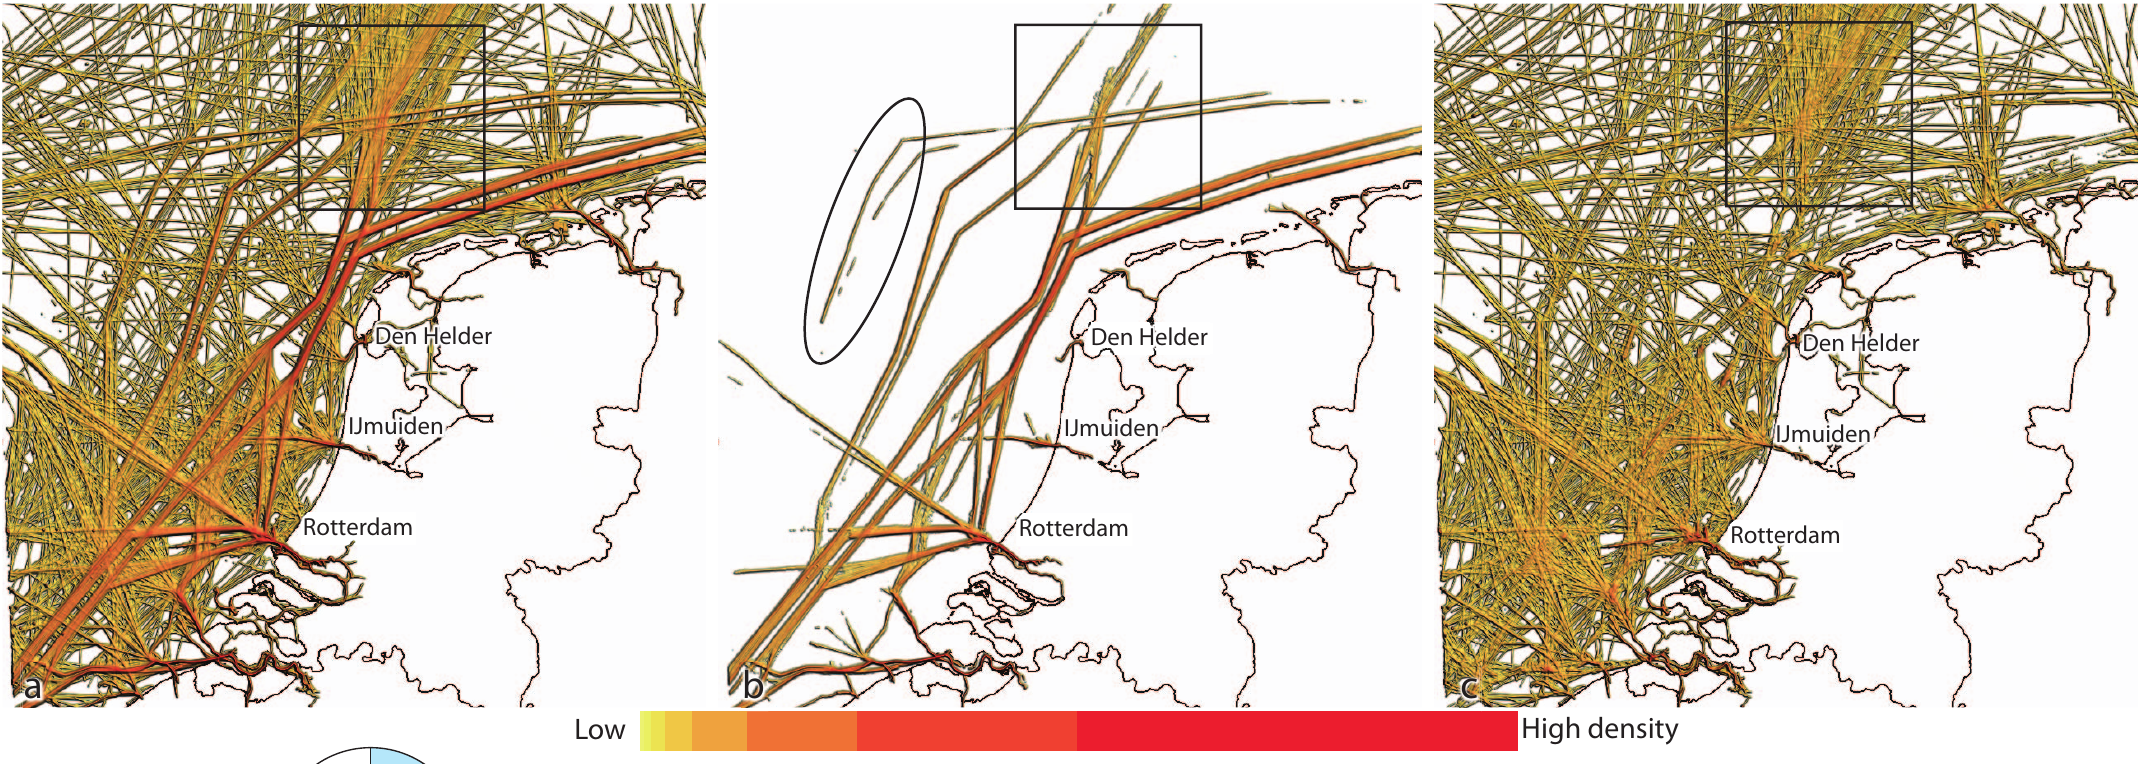 Den Helder
IJmuiden
Rotterdam
a
Den Helder
IJmuiden
Rotterdam
b
Den Helder
IJmuiden
Rotterdam
c
Low
High density